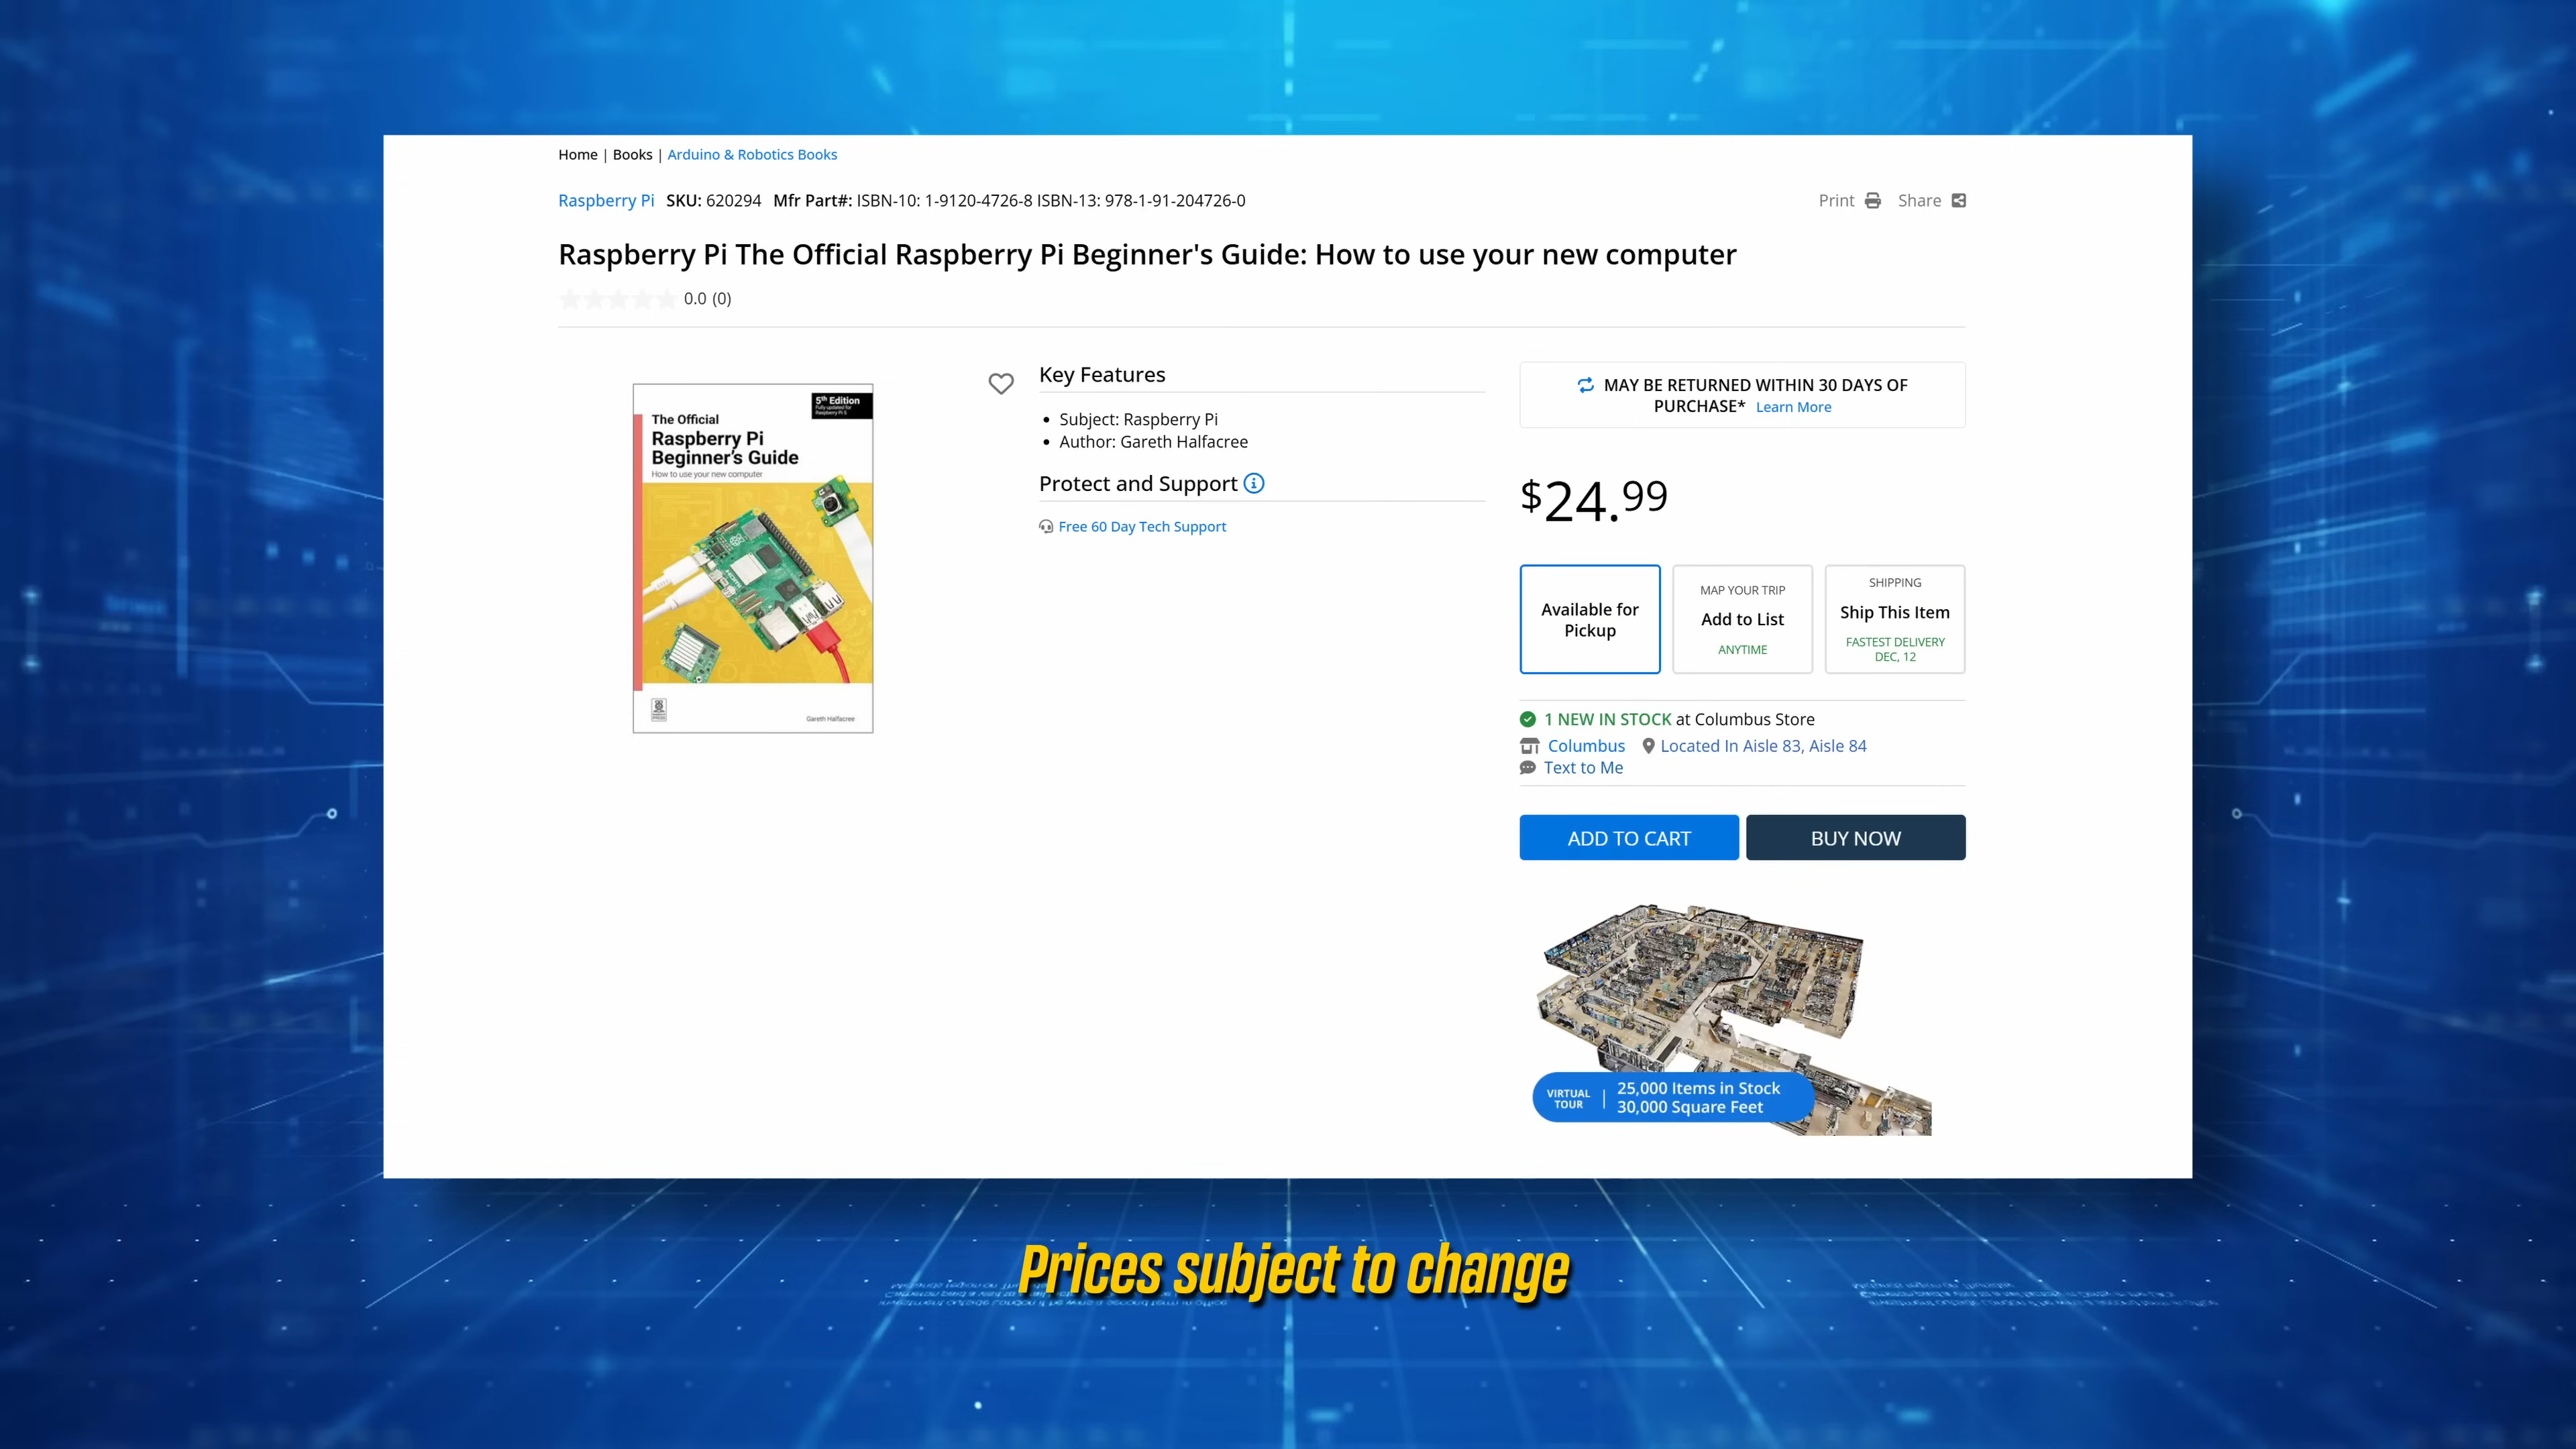 Home | Books | Arduino & Robotics Books
Raspberry Pi SKU: 620294 Mfr Part#: ISBN-10: 1-9120-4726-8 ISBN-13: 978-1-91-204726-0
Print Share
Raspberry Pi The Official Raspberry Pi Beginner's Guide: How to use your new computer
0.0 (0)
5th Edition
Fully updated for
Raspberry Pi 5
The Official
Raspberry Pi
Beginner's Guide
How to use your new computer
Gareth Halfacree
Key Features
Subject: Raspberry Pi
Author: Gareth Halfacree
Protect and Support
Free 60 Day Tech Support
MAY BE RETURNED WITHIN 30 DAYS OF
PURCHASE* Learn More
$24.99
Available for
Pickup
MAP YOUR TRIP
Add to List
ANYTIME
SHIPPING
Ship This Item
FASTEST DELIVERY
DEC, 12
1 NEW IN STOCK at Columbus Store
Columbus Located In Aisle 83, Aisle 84
Text to Me
ADD TO CART
BUY NOW
VIRTUAL
TOUR
25,000 Items in Stock
30,000 Square Feet
Prices subject to change